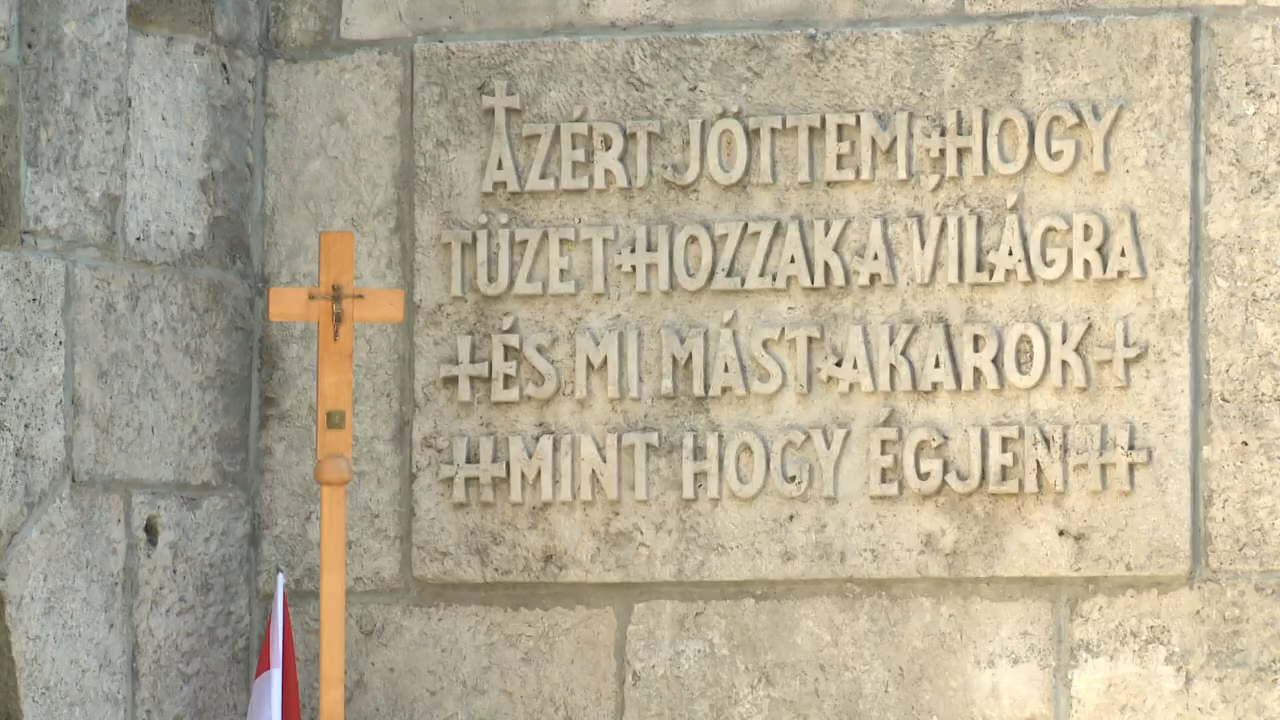 AZÉRT JÖTTEM, HOGY
TÜZET HOZZAK A VILÁGRA
ÉS MI MÁST AKAROK
MINT HOGY ÉGJEN